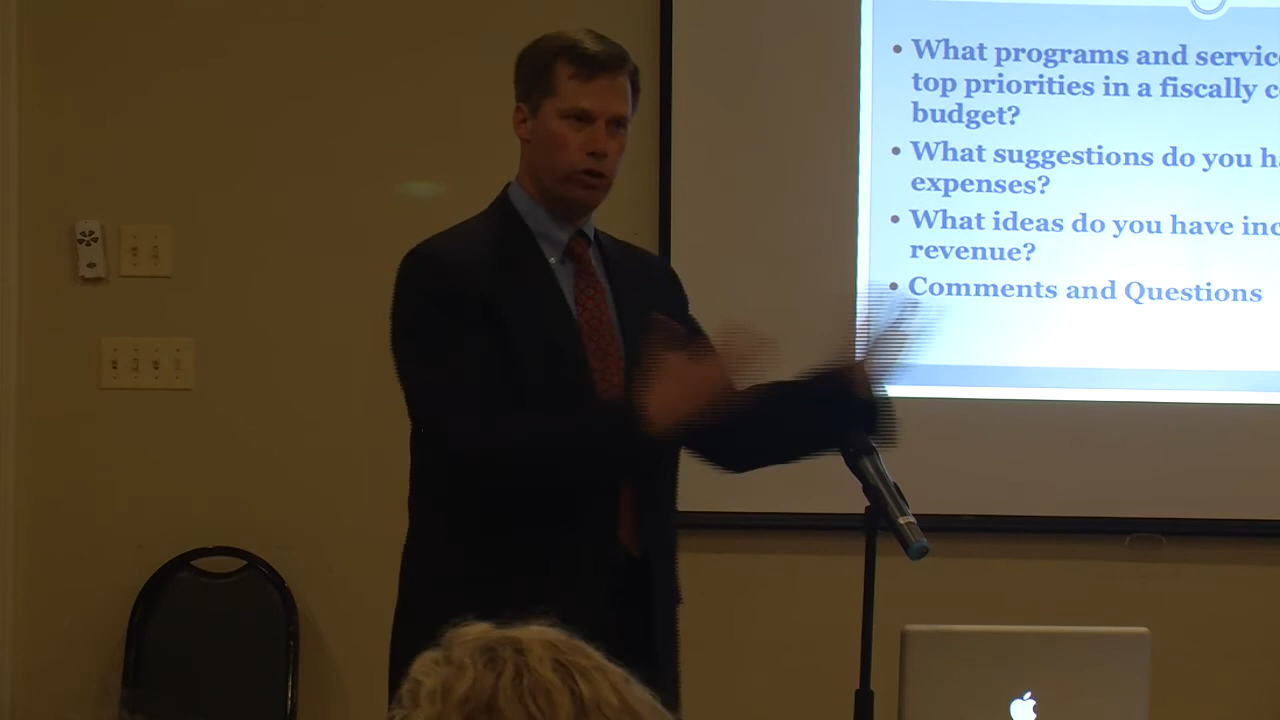 • What programs and servic
top priorities in a fiscally c
budget?
• What suggestions do you ha
expenses?
• What ideas do you have inc
revenue?
• Comments and Questions